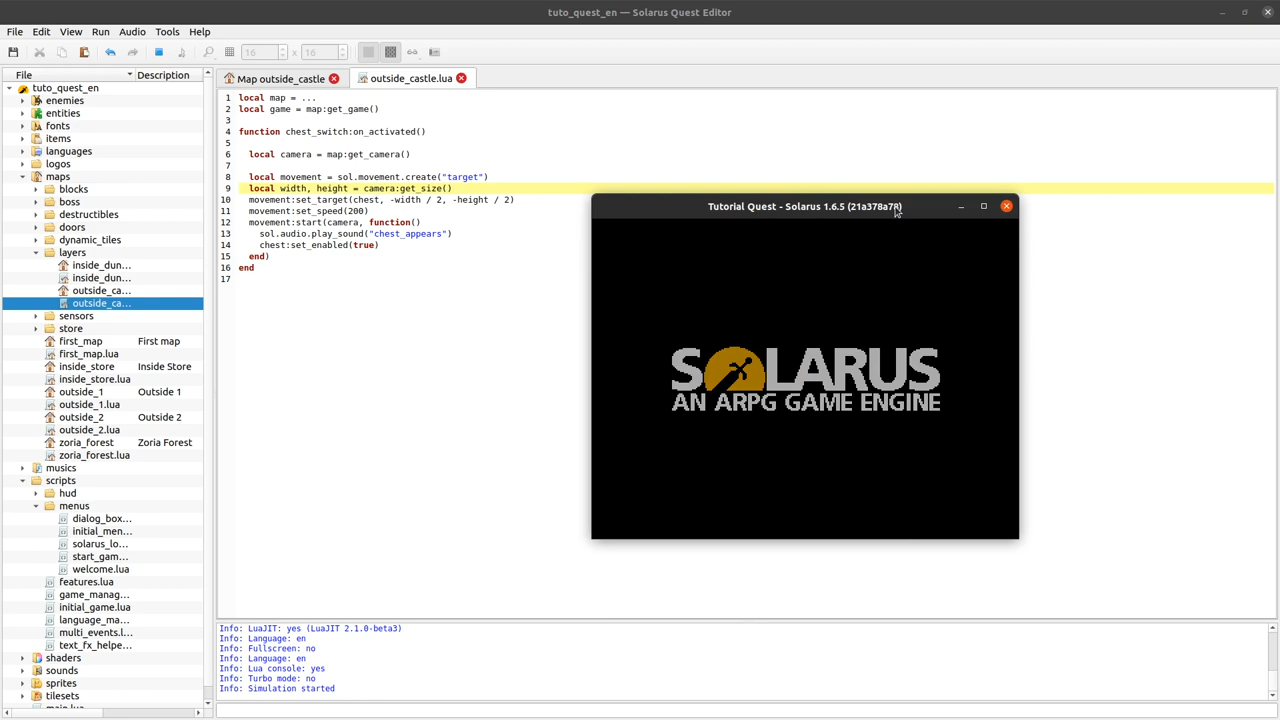 tuto_quest_en — Solarus Quest Editor
File Edit View Run Audio Tools Help
16 x 16
File Description
tuto_quest_en
enemies
entities
fonts
items
languages
logos
maps
blocks
boss
destructibles
doors
dynamic_tiles
layers
inside_dun...
inside_dun...
outside_ca...
outside_ca...
sensors
store
first_map First map
first_map.lua
inside_store Inside Store
inside_store.lua
outside_1 Outside 1
outside_1.lua
outside_2 Outside 2
outside_2.lua
zoria_forest Zoria Forest
zoria_forest.lua
musics
scripts
hud
menus
dialog_box...
initial_men...
solarus_lo...
start_gam...
welcome.lua
features.lua
game_manag...
initial_game.lua
language_ma...
multi_events.l...
text_fx_helpe...
shaders
sounds
sprites
tilesets
main.lua
Map outside_castle outside_castle.lua
1 local map = ...
2 local game = map:get_game()
3
4 function chest_switch:on_activated()
5
6 local camera = map:get_camera()
7
8 local movement = sol.movement.create("target")
9 local width, height = camera:get_size()
10 movement:set_target(chest, -width / 2, -height / 2)
11 movement:set_speed(200)
12 movement:start(camera, function()
13 sol.audio.play_sound("chest_appears")
14 chest:set_enabled(true)
15 end)
16 end
17
Tutorial Quest - Solarus 1.6.5 (21a378a78)
SOLARUS
AN ARPG GAME ENGINE
Info: LuaJIT: yes (LuaJIT 2.1.0-beta3)
Info: Language: en
Info: Fullscreen: no
Info: Language: en
Info: Lua console: yes
Info: Turbo mode: no
Info: Simulation started